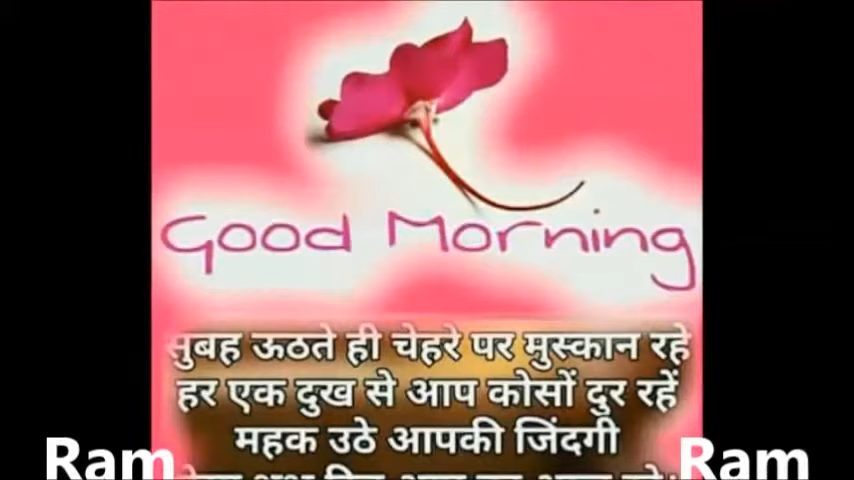 Good Morning
सुबह ऊठते ही चेहरे पर मुस्कान रहे
हर एक दुख से आप कोसों दुर रहें
महक उठे आपकी जिंदगी
Ram
Ram